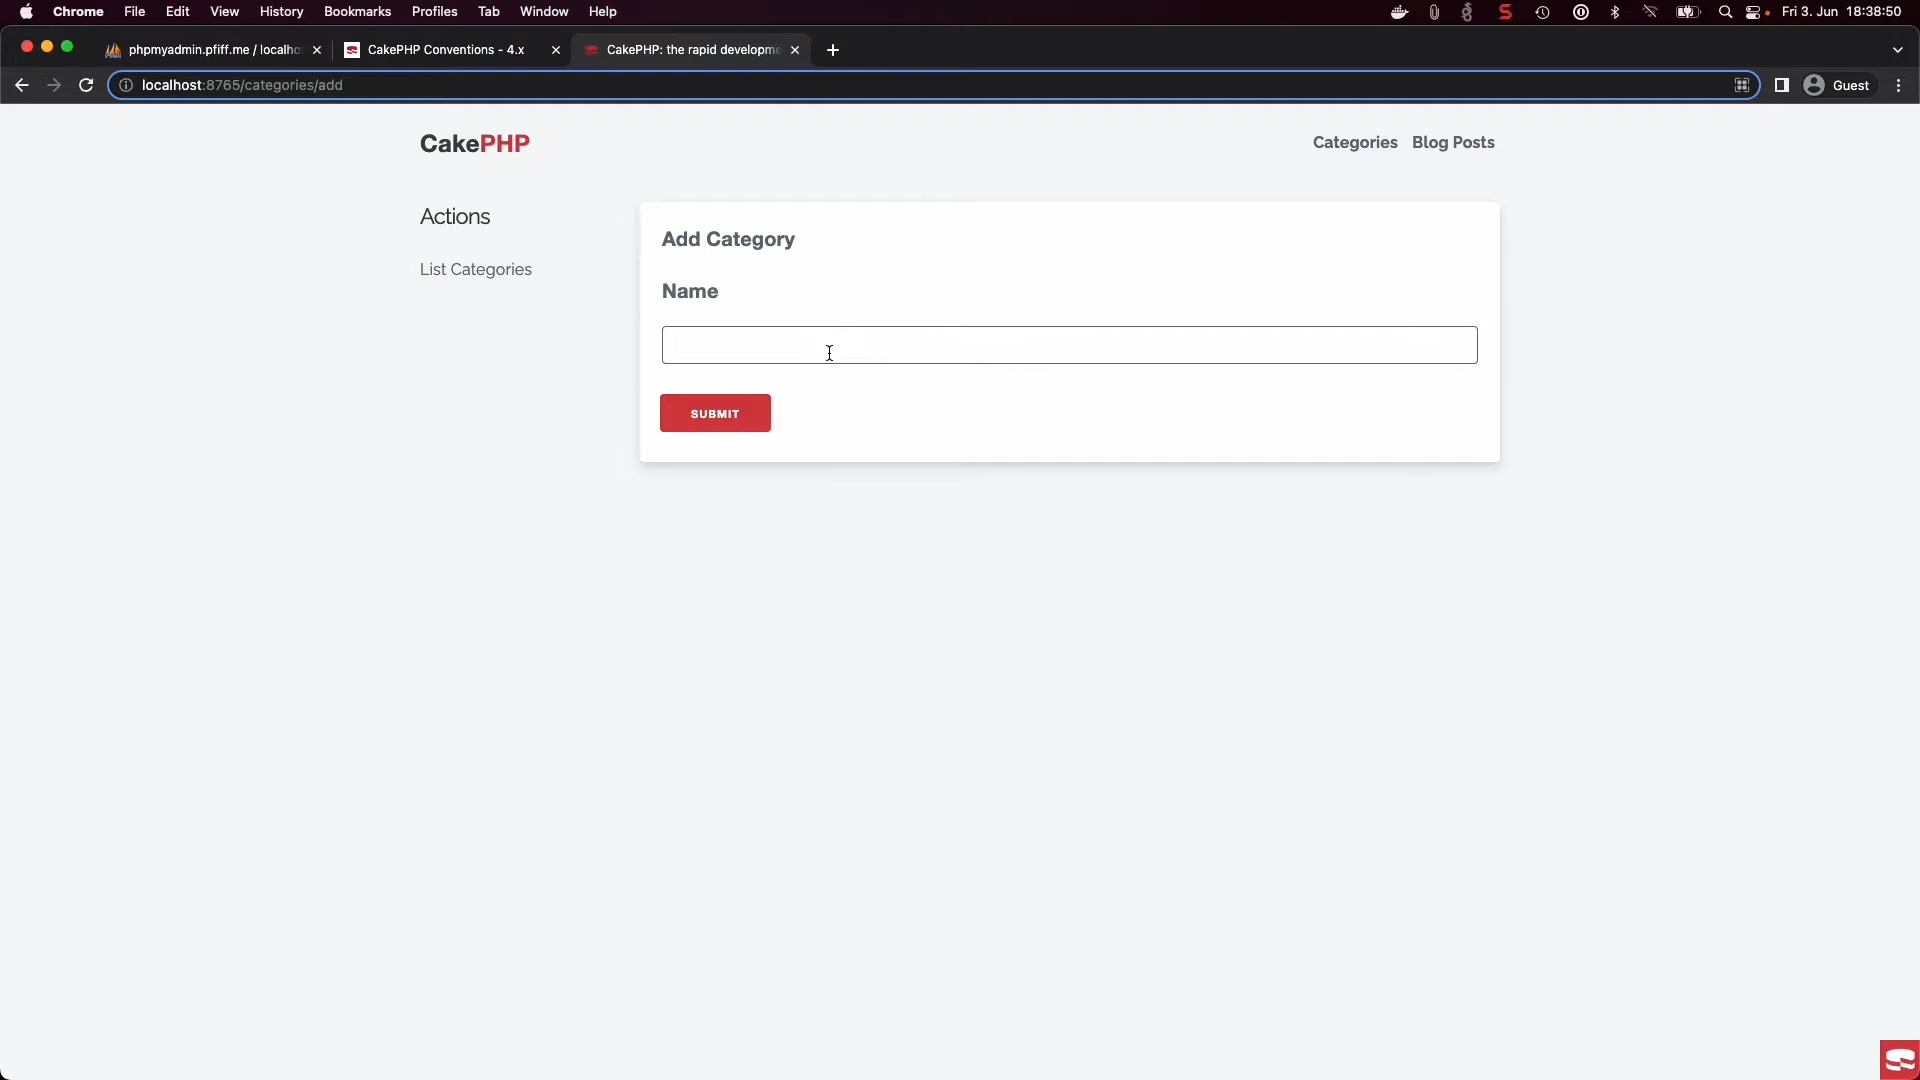 Chrome File Edit View History Bookmarks Profiles Tab Window Help Fri 3. Jun 18:38:50
phpmyadmin.pfiff.me / localho CakePHP Conventions - 4.x CakePHP: the rapid developme
localhost:8765/categories/add Guest
CakePHP Categories Blog Posts
Actions
List Categories
Add Category
Name
SUBMIT